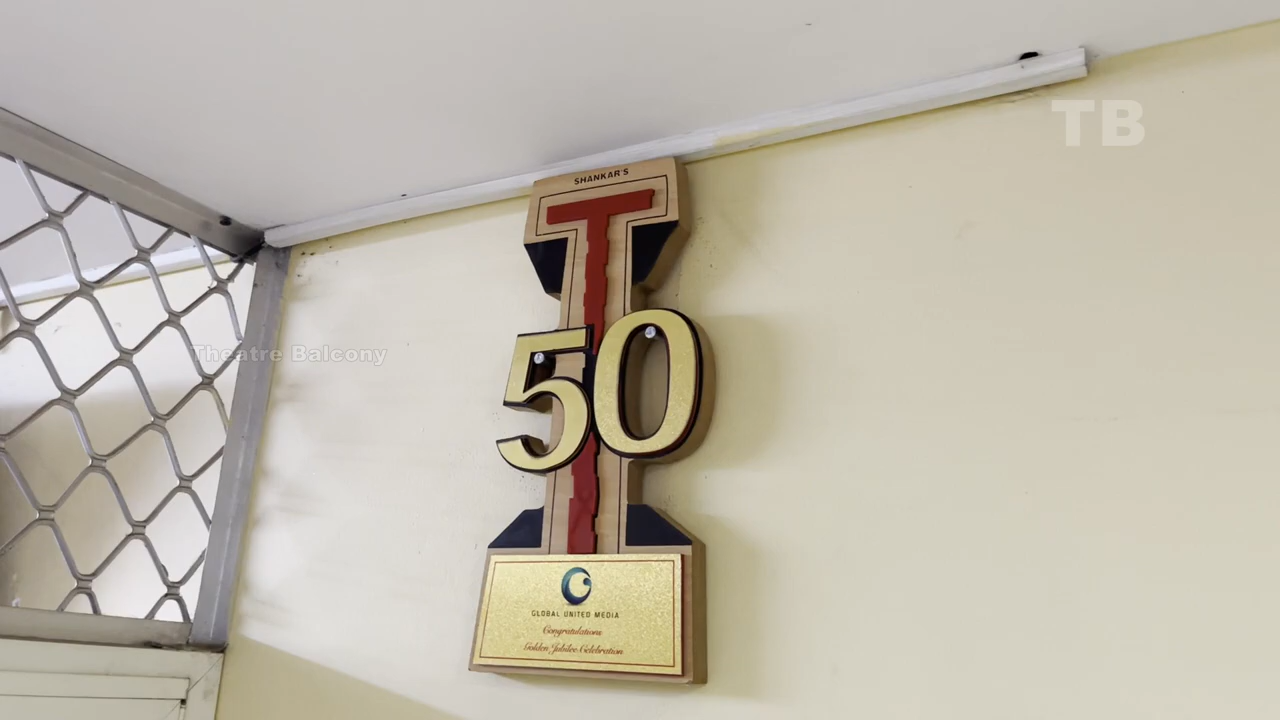 TB
SHANKAR'S
I
50
Theatre Balcony
GLOBAL UNITED MEDIA
Congratulations
Golden Jubilee Celebration